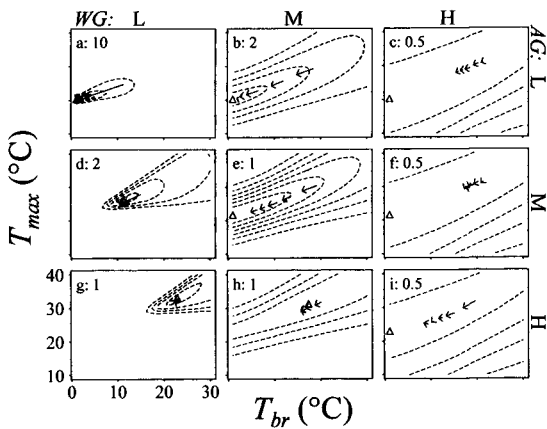 WG: L M H
AG: L M H
a: 10
b: 2
c: 0.5
d: 2
e: 1
f: 0.5
g: 1
h: 1
i: 0.5
T_max (°C)
40
30
20
10
0 10 20 30
T_br (°C)